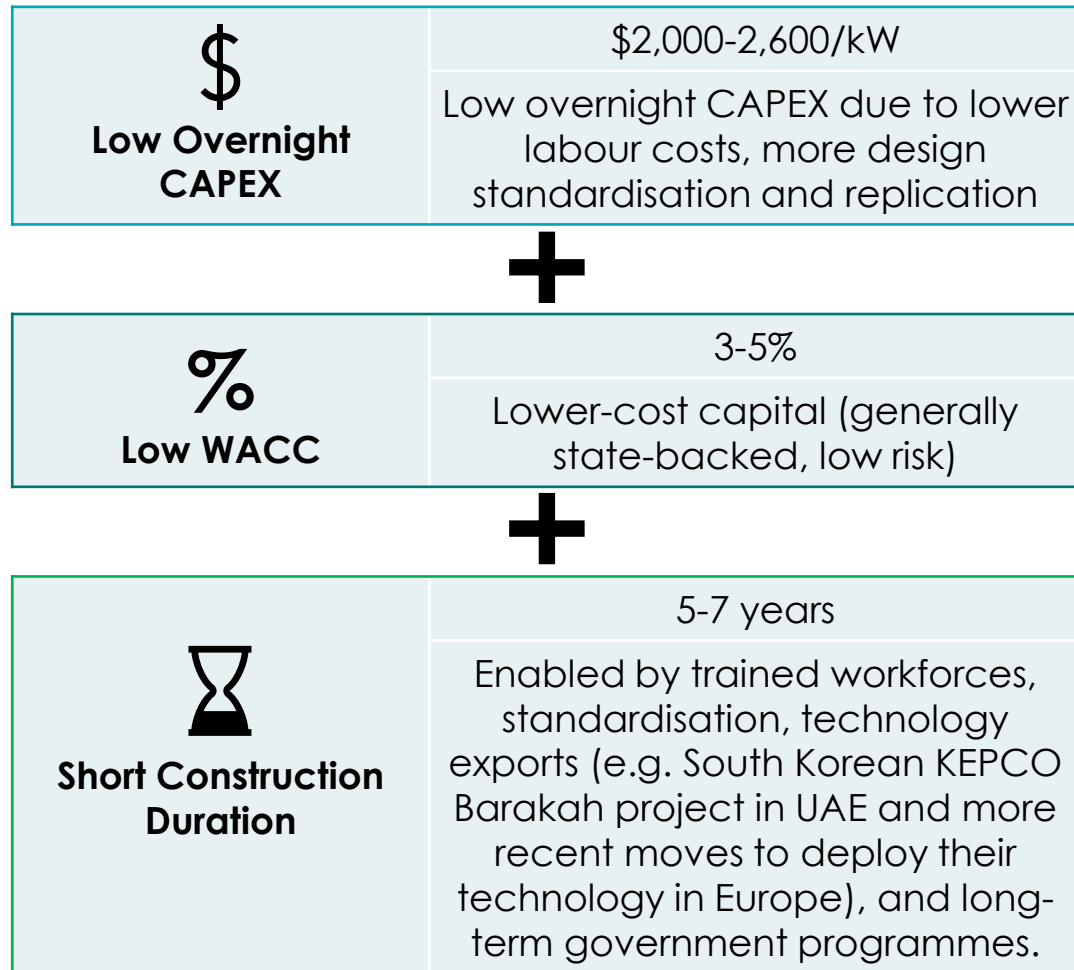 $
Low Overnight
CAPEX
$2,000-2,600/kW
Low overnight CAPEX due to lower
labour costs, more design
standardisation and replication
+
%
Low WACC
3-5%
Lower-cost capital (generally
state-backed, low risk)
+
Short Construction
Duration
5-7 years
Enabled by trained workforces,
standardisation, technology
exports (e.g. South Korean KEPCO
Barakah project in UAE and more
recent moves to deploy their
technology in Europe), and long-
term government programmes.